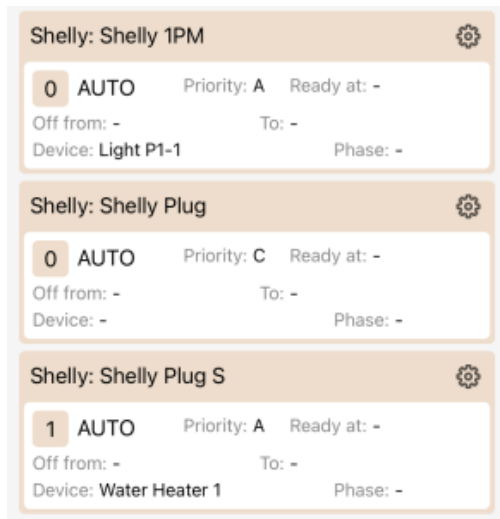 Shelly: Shelly 1PM
0 AUTO Priority: A Ready at: -
Off from: - To: -
Device: Light P1-1 Phase: -
Shelly: Shelly Plug
0 AUTO Priority: C Ready at: -
Off from: - To: -
Device: - Phase: -
Shelly: Shelly Plug S
1 AUTO Priority: A Ready at: -
Off from: - To: -
Device: Water Heater 1 Phase: -